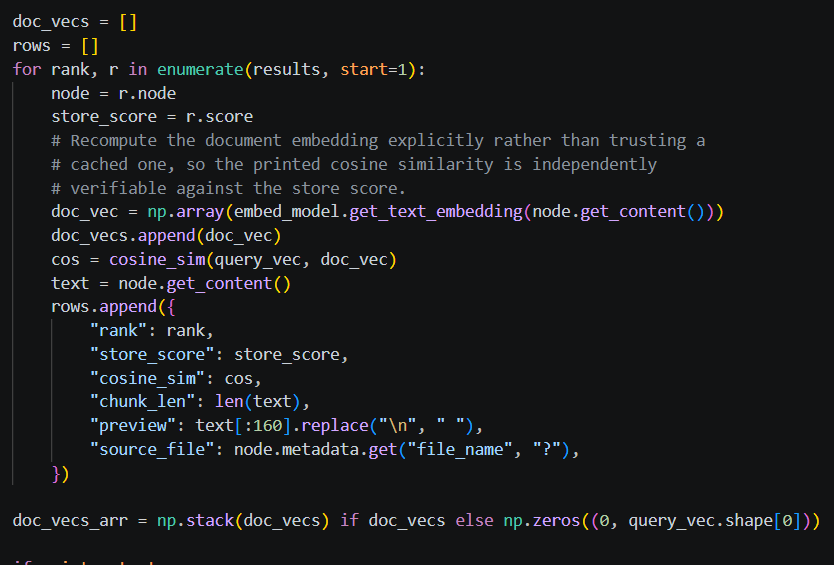 doc_vecs = []
rows = []
for rank, r in enumerate(results, start=1):
    node = r.node
    store_score = r.score
    # Recompute the document embedding explicitly rather than trusting a
    # cached one, so the printed cosine similarity is independently
    # verifiable against the store score.
    doc_vec = np.array(embed_model.get_text_embedding(node.get_content()))
    doc_vecs.append(doc_vec)
    cos = cosine_sim(query_vec, doc_vec)
    text = node.get_content()
    rows.append({
        "rank": rank,
        "store_score": store_score,
        "cosine_sim": cos,
        "chunk_len": len(text),
        "preview": text[:160].replace("\n", " "),
        "source_file": node.metadata.get("file_name", "?"),
    })
doc_vecs_arr = np.stack(doc_vecs) if doc_vecs else np.zeros((0, query_vec.shape[0]))